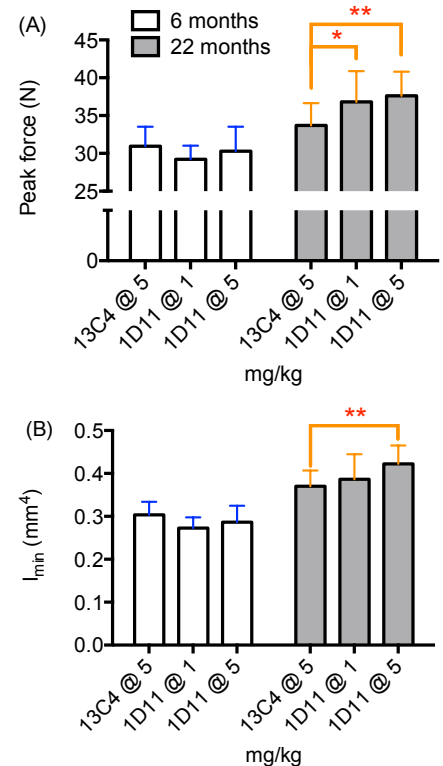 (A)
6 months
22 months
**
*
Peak force (N)
45
40
35
30
25
0
13C4 @ 5
1D11 @ 1
1D11 @ 5
13C4 @ 5
1D11 @ 1
1D11 @ 5
mg/kg
(B)
**
I_min (mm⁴)
0.5
0.4
0.3
0.2
0.1
0.0
13C4 @ 5
1D11 @ 1
1D11 @ 5
13C4 @ 5
1D11 @ 1
1D11 @ 5
mg/kg